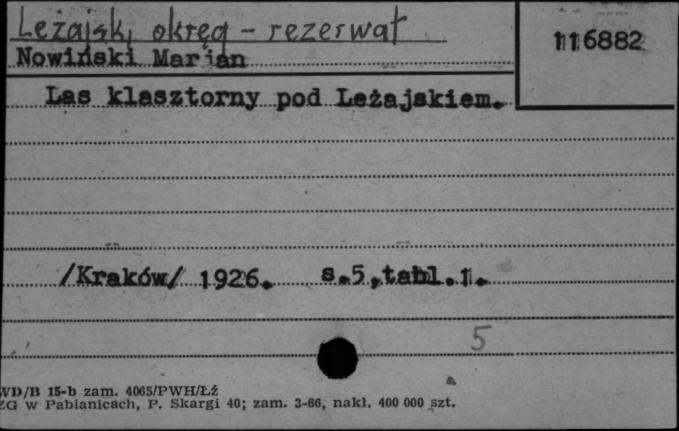 Leżajsk, okręg - rezerwat
116882
Nowiński Marian
Las klasztorny pod Leżajskiem.
/Kraków/ 1926. s.5,tabl.1.
5
WD/B 15-b zam. 4065/PWH/Łź
ZG w Pabianicach, P. Skargi 40; zam. 3-66, nakł. 400 000 szt.